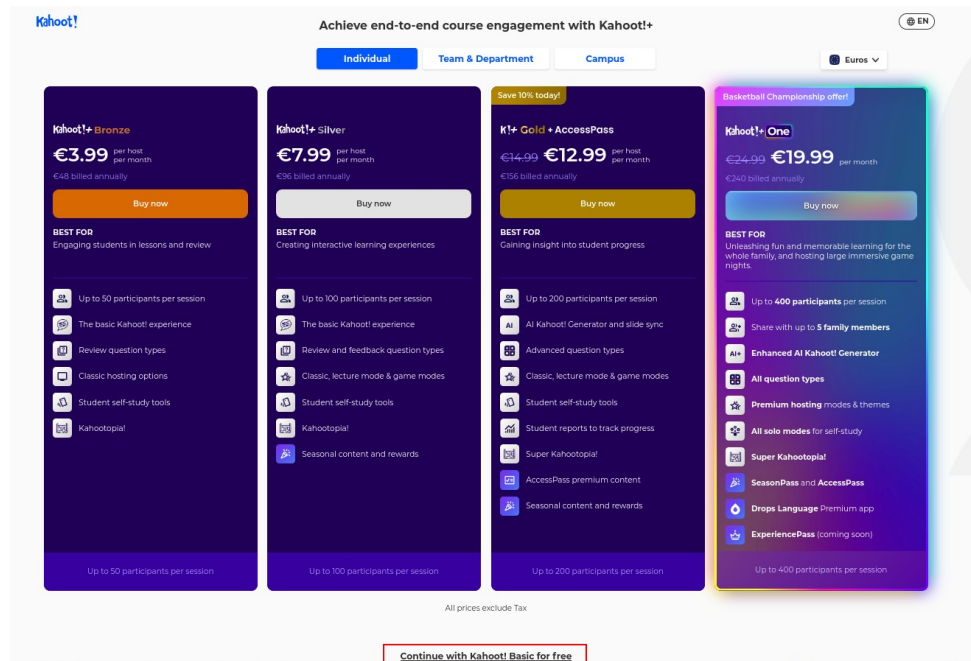 Kahoot!
Achieve end-to-end course engagement with Kahoot!+
EN
Individual
Team & Department
Campus
Euros
Kahoot!+ Bronze
€3.99 per host per month
€48 billed annually
Buy now
BEST FOR
Engaging students in lessons and review
Up to 50 participants per session
The basic Kahoot! experience
Review question types
Classic hosting options
Student self-study tools
Kahootopia!
Up to 50 participants per session
Kahoot!+ Silver
€7.99 per host per month
€96 billed annually
Buy now
BEST FOR
Creating interactive learning experiences
Up to 100 participants per session
The basic Kahoot! experience
Review and feedback question types
Classic, lecture mode & game modes
Student self-study tools
Kahootopia!
Seasonal content and rewards
Up to 100 participants per session
Save 10% today!
K!+ Gold + AccessPass
€14.99 €12.99 per host per month
€156 billed annually
Buy now
BEST FOR
Gaining insight into student progress
Up to 200 participants per session
AI AI Kahoot! Generator and slide sync
Advanced question types
Classic, lecture mode & game modes
Student self-study tools
Student reports to track progress
Super Kahootopia!
AccessPass premium content
Seasonal content and rewards
Up to 200 participants per session
Basketball Championship offer!
Kahoot!+ One
€24.99 €19.99 per month
€240 billed annually
Buy now
BEST FOR
Unleashing fun and memorable learning for the
whole family, and hosting large immersive game
nights.
Up to 400 participants per session
Share with up to 5 family members
AI+ Enhanced AI Kahoot! Generator
All question types
Premium hosting modes & themes
All solo modes for self-study
Super Kahootopia!
SeasonPass and AccessPass
Drops Language Premium app
ExperiencePass (coming soon)
Up to 400 participants per session
All prices exclude Tax
Continue with Kahoot! Basic for free